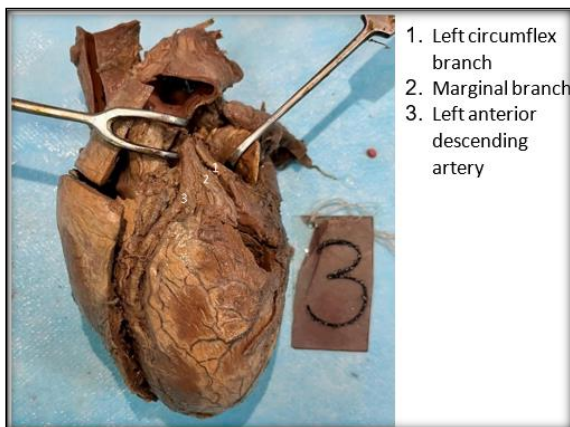 1. Left circumflex
branch
2. Marginal branch
3. Left anterior
descending
artery
1
2
3
3